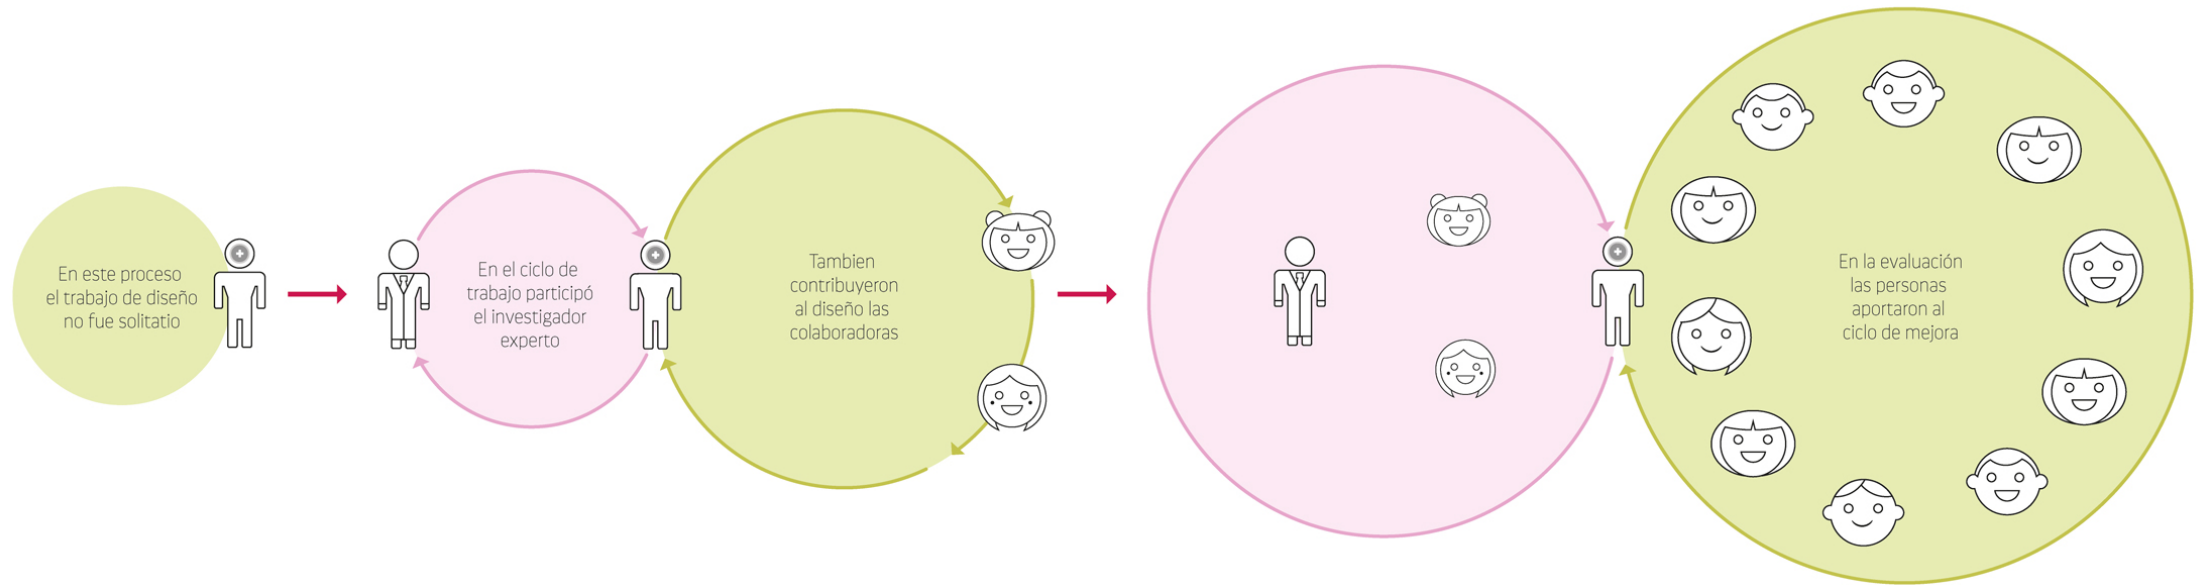 En este proceso
el trabajo de diseño
no fue solitatio
En el ciclo de
trabajo participó
el investigador
experto
Tambien
contribuyeron
al diseño las
colaboradoras
En la evaluación
las personas
aportaron al
ciclo de mejora